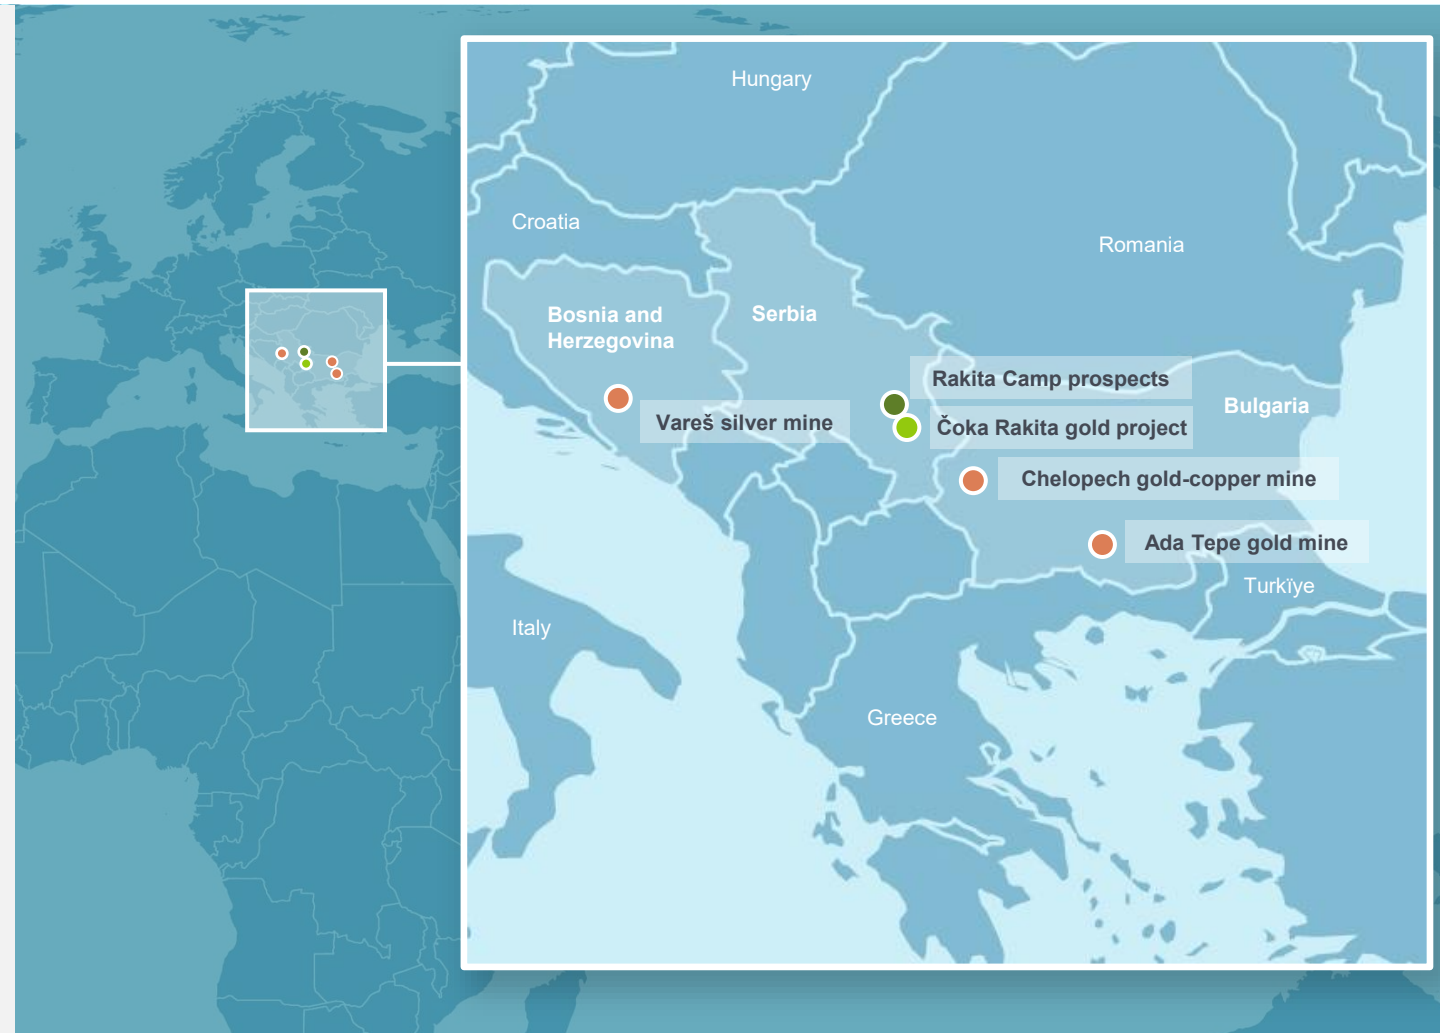 Hungary
Croatia
Romania
Bosnia and
Herzegovina
Serbia
Rakita Camp prospects
Bulgaria
Vareš silver mine
Čoka Rakita gold project
Chelopech gold-copper mine
Ada Tepe gold mine
Turkïye
Italy
Greece